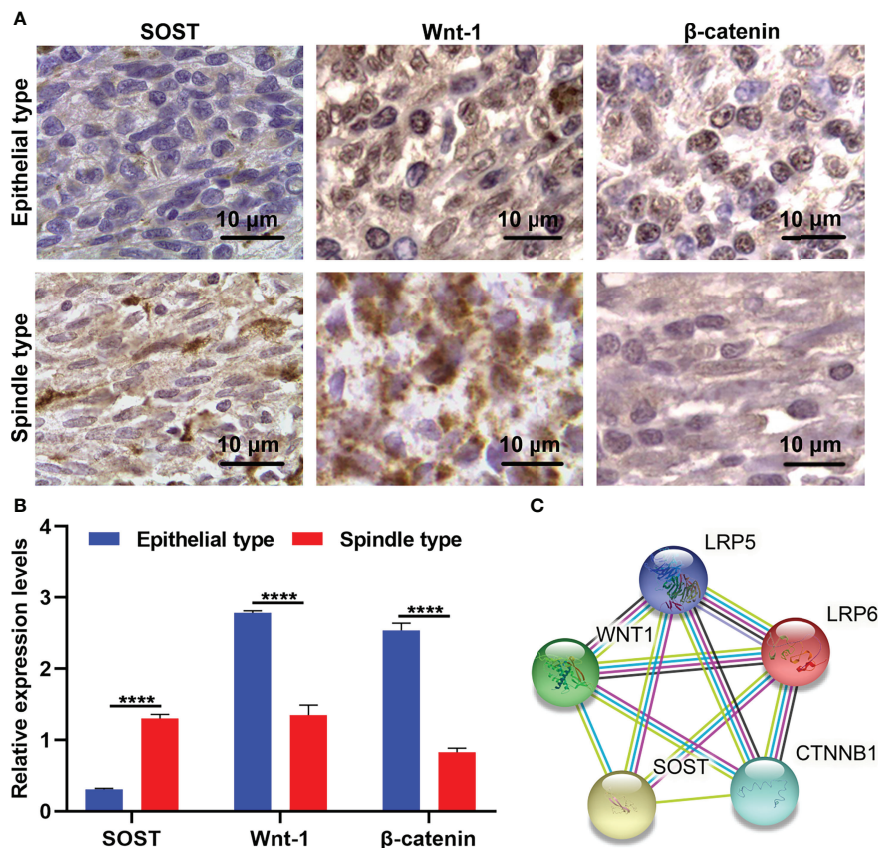 A
SOST
Wnt-1
β-catenin
Epithelial type
10 μm
10 μm
10 μm
Spindle type
10 μm
10 μm
10 μm
B
Epithelial type
Spindle type
Relative expression levels
4
3
2
1
0
****
****
****
SOST
Wnt-1
β-catenin
C
LRP5
LRP6
WNT1
SOST
CTNNB1